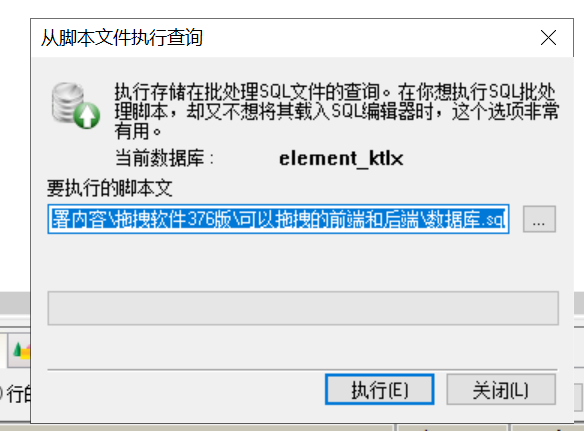 从脚本文件执行查询
执行存储在批处理SQL文件的查询。在你想执行SQL批处
理脚本，却又不想将其载入SQL编辑器时，这个选项非常
有用。
当前数据库： element_ktlx
要执行的脚本文
署内容\拖拽软件376版\可以拖拽的前端和后端\数据库.sql
...
执行(E) 关闭(L)
)行的